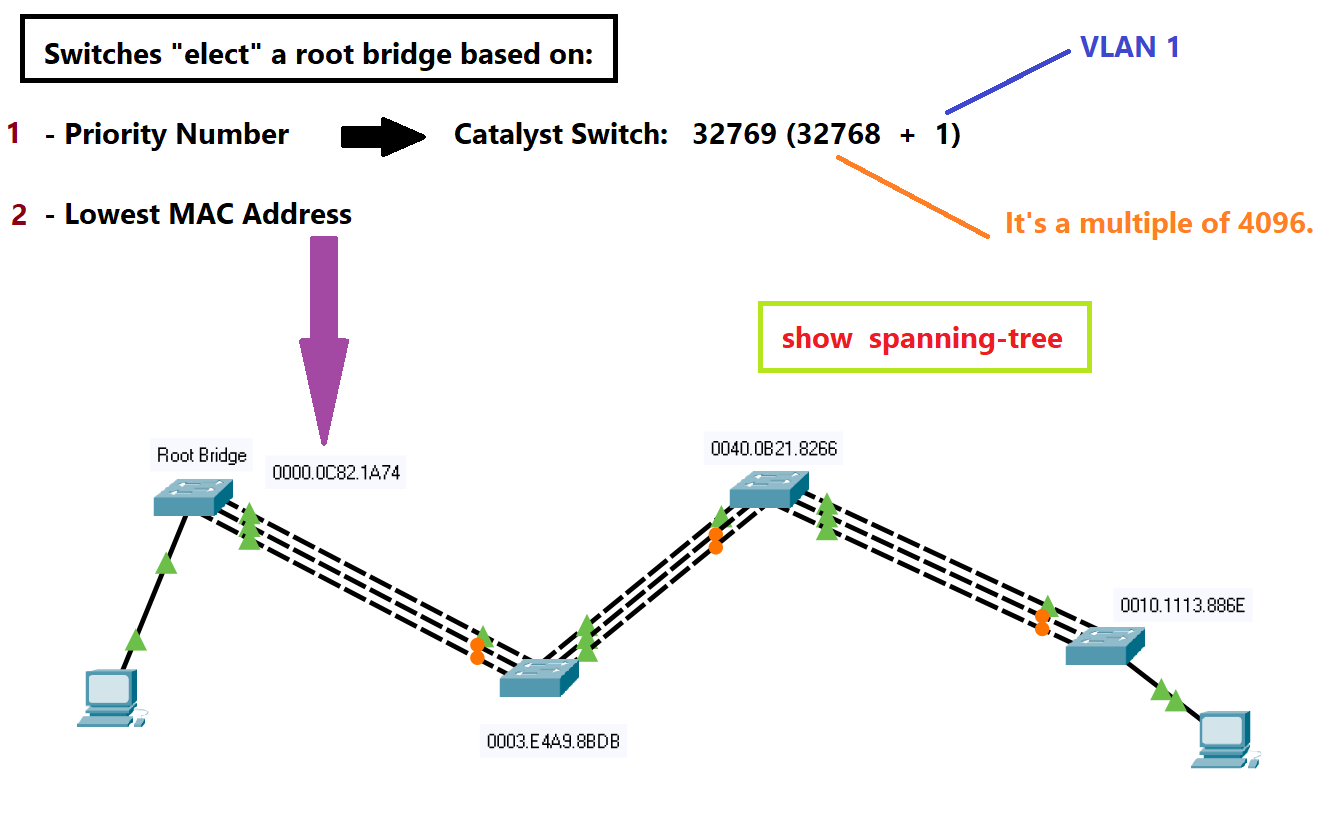 Switches "elect" a root bridge based on:
VLAN 1
1 - Priority Number
Catalyst Switch: 32769 (32768 + 1)
2 - Lowest MAC Address
It's a multiple of 4096.
show spanning-tree
Root Bridge
0000.0C82.1A74
0040.0B21.8266
0010.1113.886E
0003.E4A9.8BDB